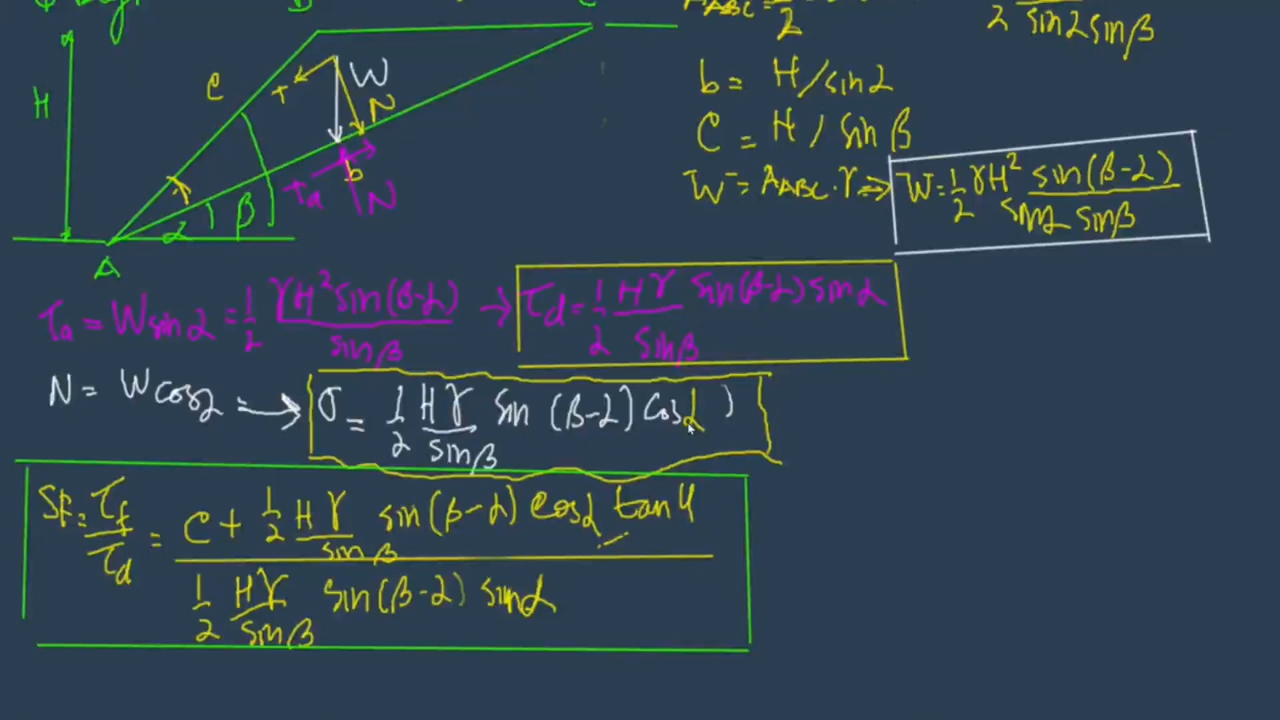 B
H
C
T
W
N
b
Ta
N
α
β
A
A_ABC = /2
2 sinα sinβ
b = H/sinα
C = H / sinβ
W = A_ABC . γ ⇒ W = 1/2 γH² sin(β-α) / sinα sinβ
Ta = W sinα = 1/2 γH² sin(β-α) / sinβ → τd = 1/2 Hγ / sinβ sin(β-α) sinα
N = W cosα → σ = 1/2 Hγ / sinβ sin (β-α) cosα )
Sf = τf / τd = C + 1/2 Hγ / sinβ sin(β-α) cosα tan φ
1/2 Hγ / sinβ sin(β-α) sinα